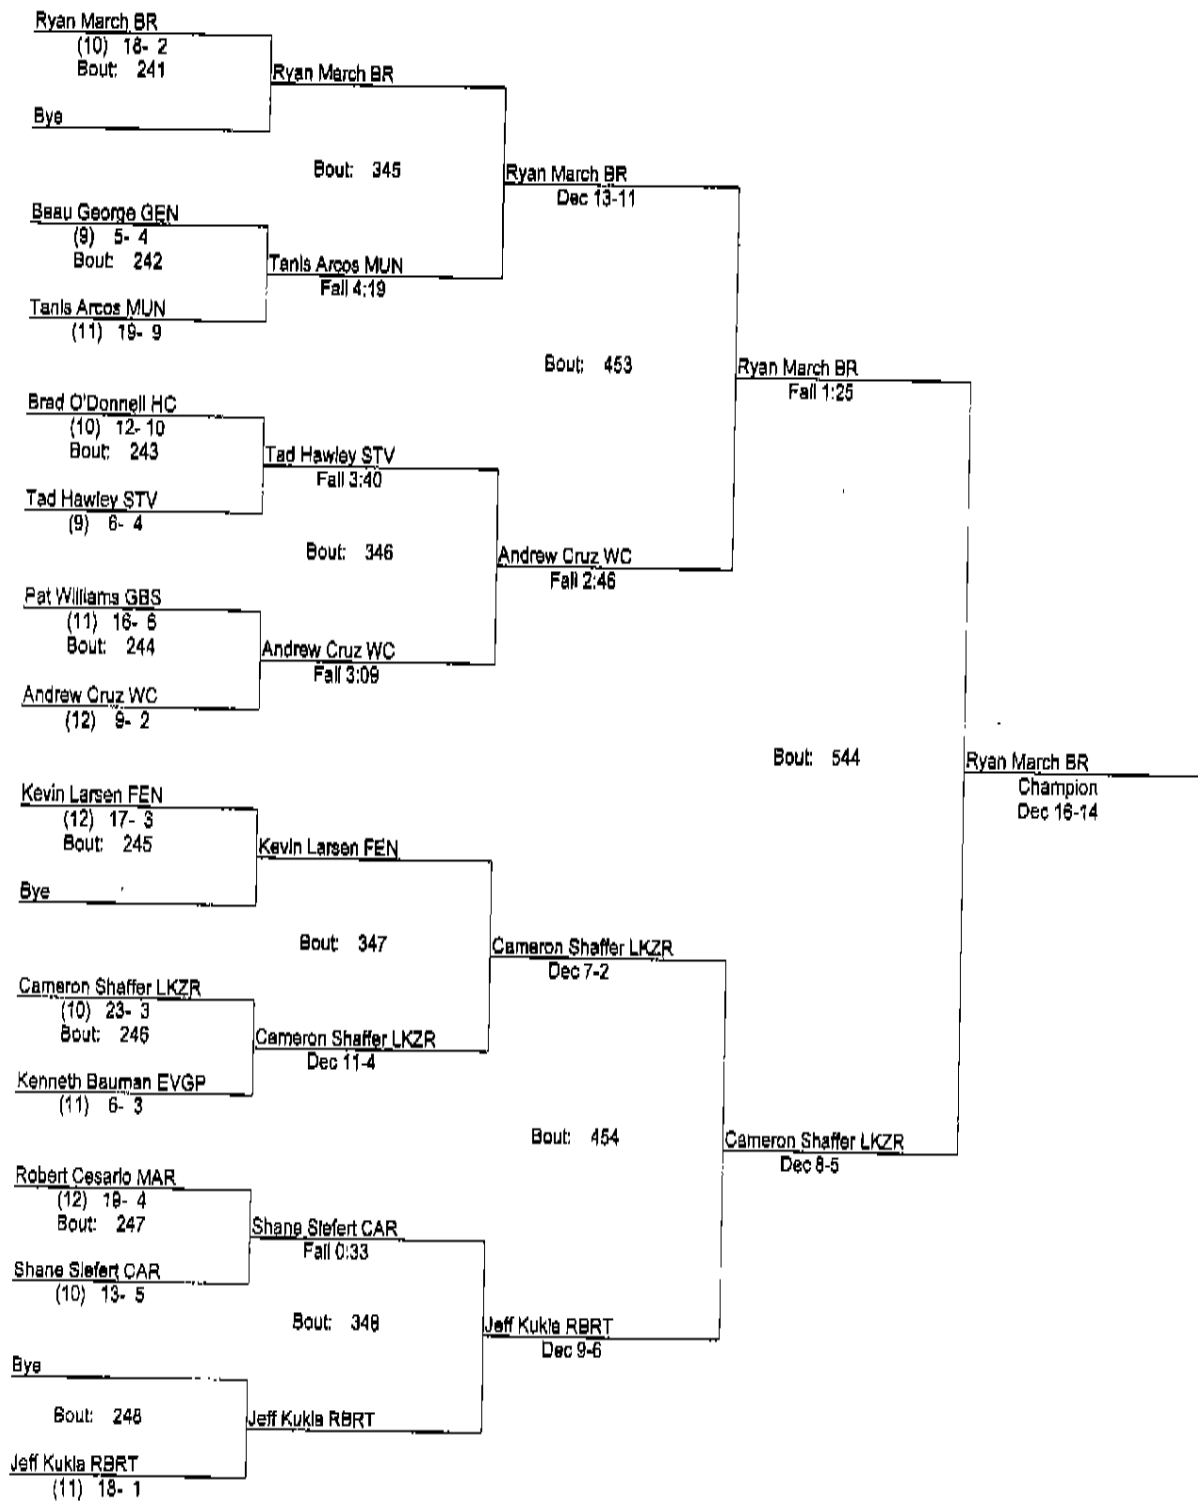 Ryan March BR
(10) 18- 2
Bout: 241
Ryan March BR
Bye
Bout: 345
Ryan March BR
Dec 13-11
Beau George GEN
(9) 5- 4
Bout: 242
Tanis Arcos MUN
Fall 4:19
Tanis Arcos MUN
(11) 19- 9
Bout: 453
Ryan March BR
Fall 1:25
Brad O'Donnell HC
(10) 12- 10
Bout: 243
Tad Hawley STV
Fall 3:40
Tad Hawley STV
(9) 6- 4
Bout: 346
Andrew Cruz WC
Fall 2:46
Pat Williams GBS
(11) 16- 6
Bout: 244
Andrew Cruz WC
Fall 3:09
Andrew Cruz WC
(12) 9- 2
Bout: 544
Ryan March BR
Champion
Dec 16-14
Kevin Larsen FEN
(12) 17- 3
Bout: 245
Kevin Larsen FEN
Bye
Bout: 347
Cameron Shaffer LKZR
Dec 7-2
Cameron Shaffer LKZR
(10) 23- 3
Bout: 246
Cameron Shaffer LKZR
Dec 11-4
Kenneth Bauman EVGP
(11) 6- 3
Bout: 454
Cameron Shaffer LKZR
Dec 8-5
Robert Cesario MAR
(12) 19- 4
Bout: 247
Shane Siefert CAR
Fall 0:33
Shane Siefert CAR
(10) 13- 5
Bout: 348
Jeff Kukla RBRT
Dec 9-6
Bye
Bout: 248
Jeff Kukla RBRT
Jeff Kukla RBRT
(11) 18- 1